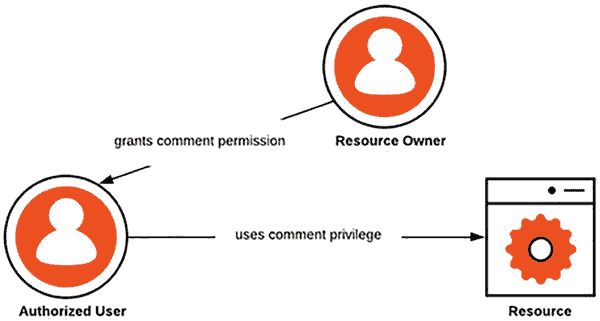 grants comment permission
Resource Owner
uses comment privilege
Authorized User
Resource